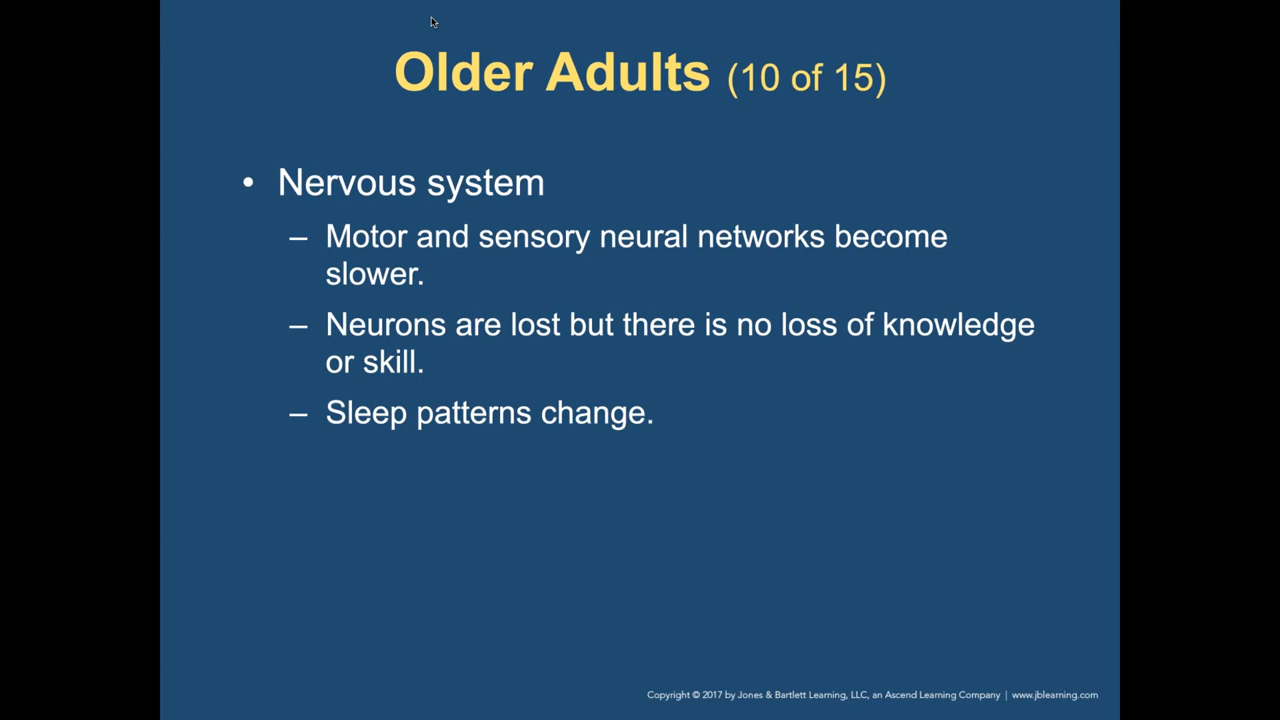 Older Adults (10 of 15)
• Nervous system
– Motor and sensory neural networks become
slower.
– Neurons are lost but there is no loss of knowledge
or skill.
– Sleep patterns change.
Copyright © 2017 by Jones & Bartlett Learning, LLC, an Ascend Learning Company | www.jblearning.com